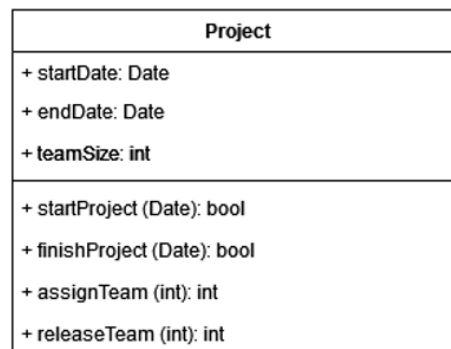 Project
+ startDate: Date
+ endDate: Date
+ teamSize: int
+ startProject (Date): bool
+ finishProject (Date): bool
+ assignTeam (int): int
+ releaseTeam (int): int